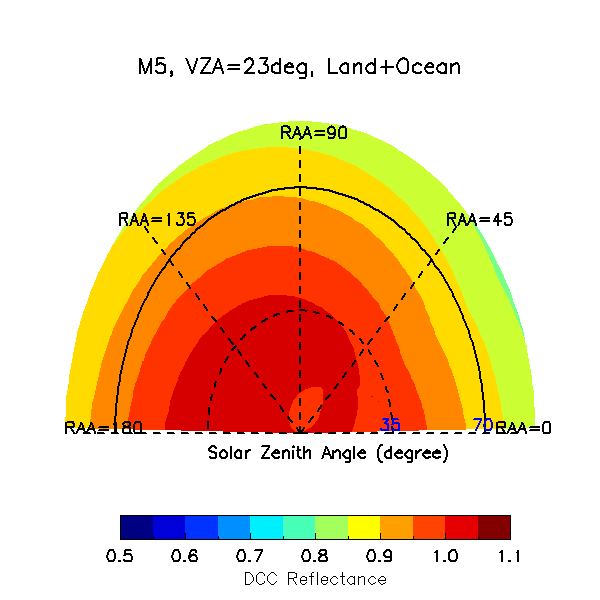 M5, VZA=23deg, Land+Ocean
RAA=90
RAA=135 RAA=45
RAA=180 35 70 RAA=0
Solar Zenith Angle (degree)
0.5 0.6 0.7 0.8 0.9 1.0 1.1
DCC Reflectance